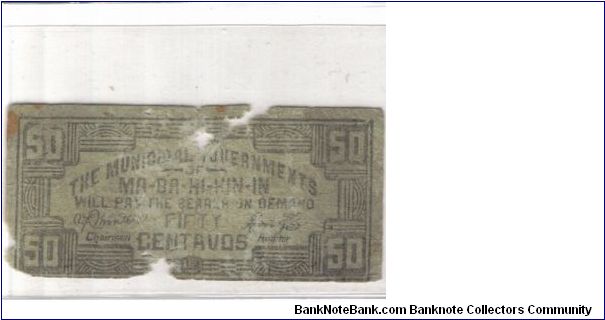 50 50
THE MUNICIPAL GOVERNMENTS
OF
MA-BA-HI-HIN-IN
WILL PAY THE BEARER ON DEMAND
FIFTY
CENTAVOS
Chairman
50 50
BankNoteBank.com Banknote Collectors Community